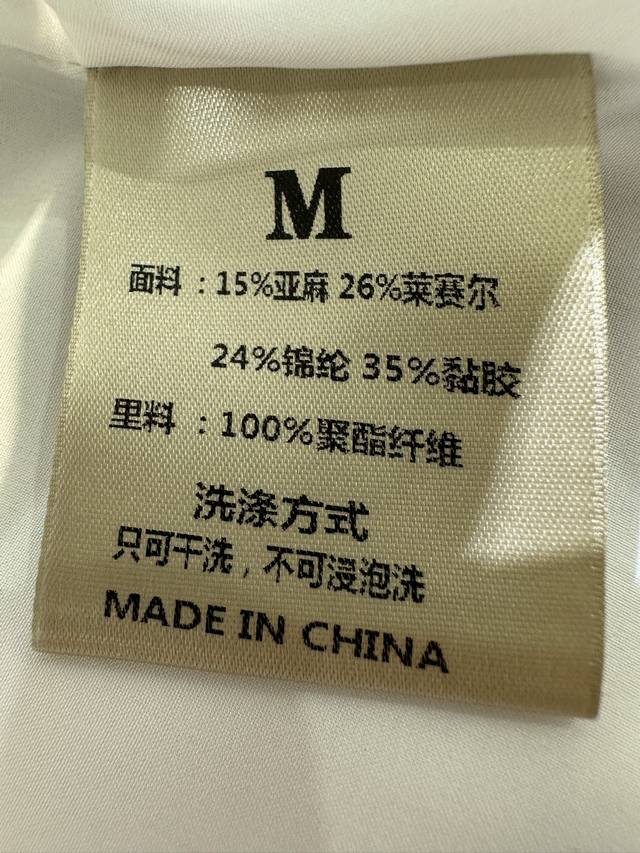 M
面料：15%亚麻 26%莱赛尔
24%锦纶 35%黏胶
里料：100%聚酯纤维
洗涤方式
只可干洗，不可浸泡洗
MADE IN CHINA